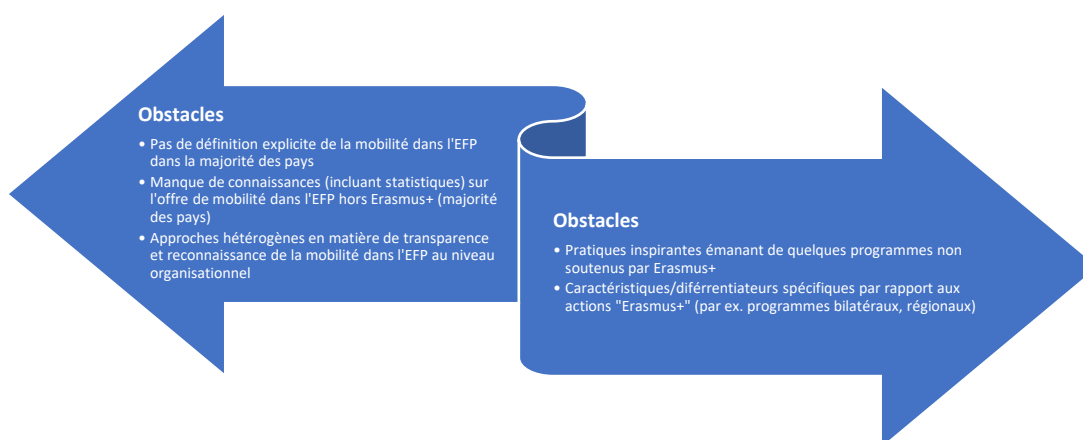 Obstacles
• Pas de définition explicite de la mobilité dans l'EFP
dans la majorité des pays
• Manque de connaissances (incluant statistiques) sur
l'offre de mobilité dans l'EFP hors Erasmus+ (majorité
des pays)
• Approches hétérogènes en matière de transparence
et reconnaissance de la mobilité dans l'EFP au niveau
organisationnel
Obstacles
• Pratiques inspirantes émanant de quelques programmes non
soutenus par Erasmus+
• Caractéristiques/diférrentiateurs spécifiques par rapport aux
actions "Erasmus+" (par ex. programmes bilatéraux, régionaux)